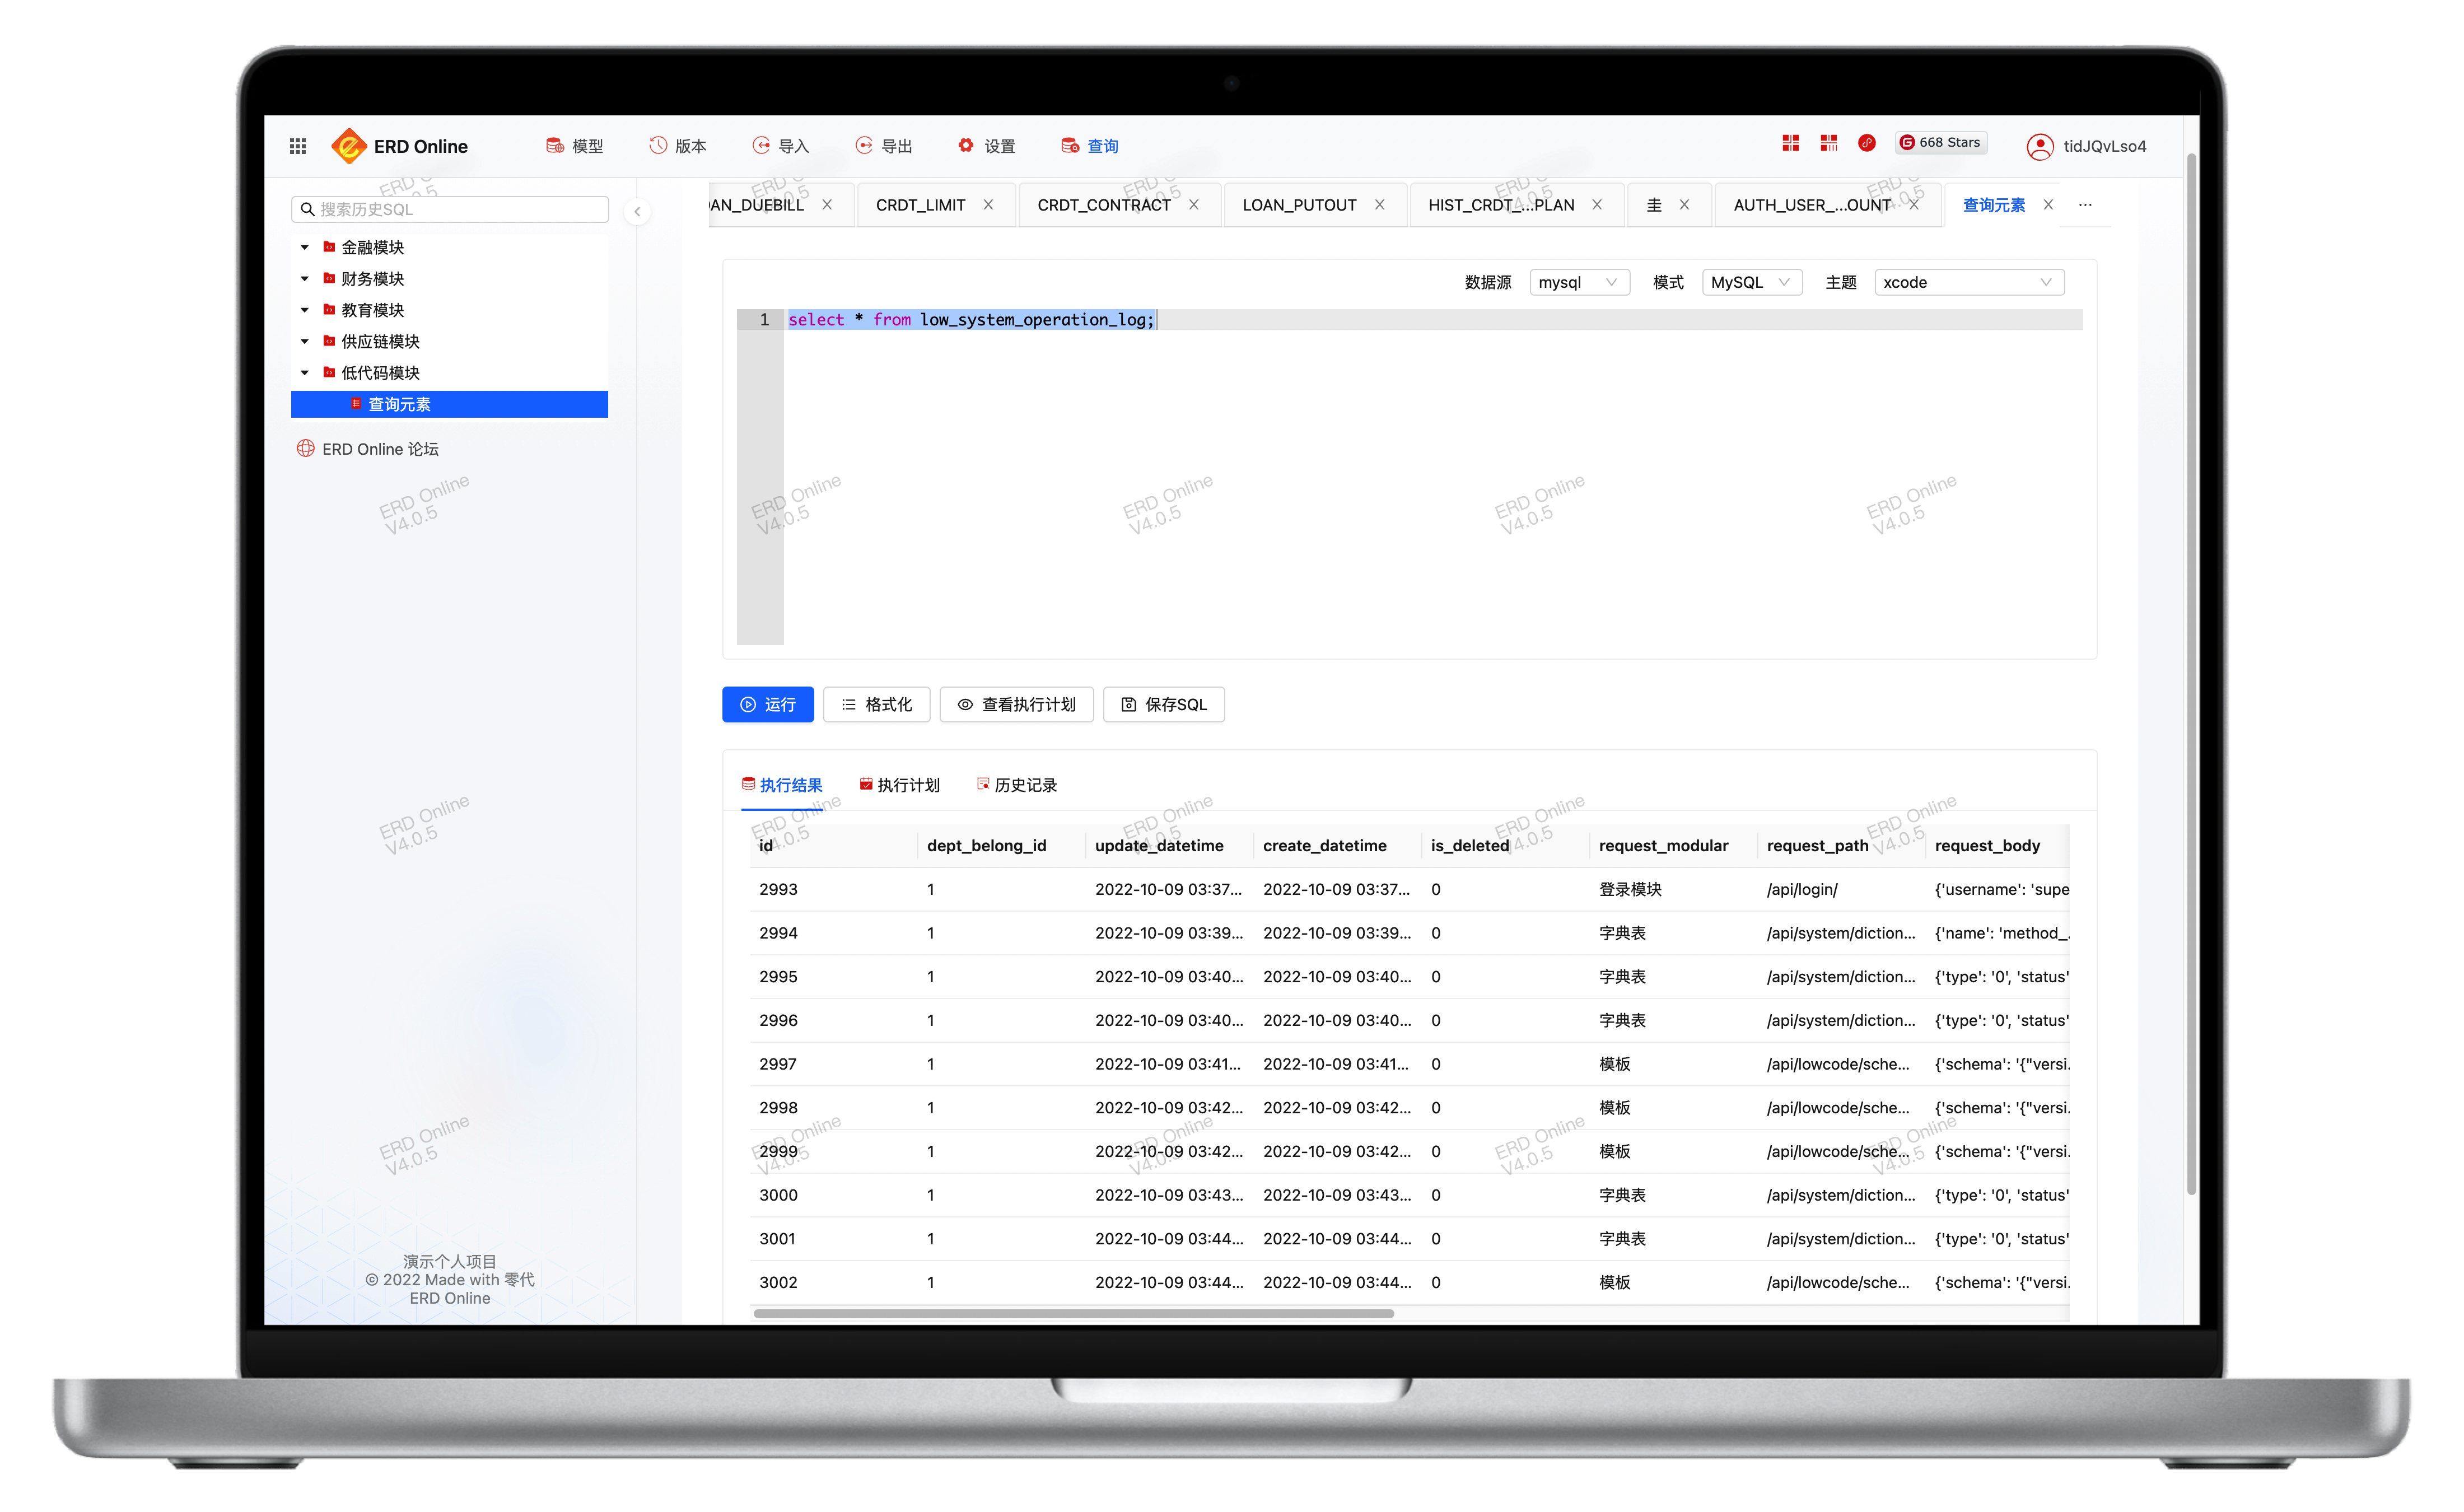 ERD Online 模型 版本 导入 导出 设置 查询 668 Stars tidJQvLso4
搜索历史SQL
金融模块
财务模块
教育模块
供应链模块
低代码模块
查询元素
ERD Online 论坛
演示个人项目
© 2022 Made with 零代
ERD Online
AN_DUEBILL CRDT_LIMIT CRDT_CONTRACT LOAN_PUTOUT HIST_CRDT_...PLAN 圭 AUTH_USER_...OUNT 查询元素 ...
数据源 mysql 模式 MySQL 主题 xcode
1 select * from low_system_operation_log;
运行 格式化 查看执行计划 保存SQL
执行结果 执行计划 历史记录
id dept_belong_id update_datetime create_datetime is_deleted request_modular request_path request_body
2993 1 2022-10-09 03:37... 2022-10-09 03:37... 0 登录模块 /api/login/ {'username': 'supe
2994 1 2022-10-09 03:39... 2022-10-09 03:39... 0 字典表 /api/system/diction... {'name': 'method_.
2995 1 2022-10-09 03:40... 2022-10-09 03:40... 0 字典表 /api/system/diction... {'type': '0', 'status'
2996 1 2022-10-09 03:40... 2022-10-09 03:40... 0 字典表 /api/system/diction... {'type': '0', 'status'
2997 1 2022-10-09 03:41... 2022-10-09 03:41... 0 模板 /api/lowcode/sche... {'schema': '{"versi.
2998 1 2022-10-09 03:42... 2022-10-09 03:42... 0 模板 /api/lowcode/sche... {'schema': '{"versi.
2999 1 2022-10-09 03:42... 2022-10-09 03:42... 0 模板 /api/lowcode/sche... {'schema': '{"versi.
3000 1 2022-10-09 03:43... 2022-10-09 03:43... 0 字典表 /api/system/diction... {'type': '0', 'status'
3001 1 2022-10-09 03:44... 2022-10-09 03:44... 0 字典表 /api/system/diction... {'type': '0', 'status'
3002 1 2022-10-09 03:44... 2022-10-09 03:44... 0 模板 /api/lowcode/sche... {'schema': '{"versi.
ERD Online
V4.0.5